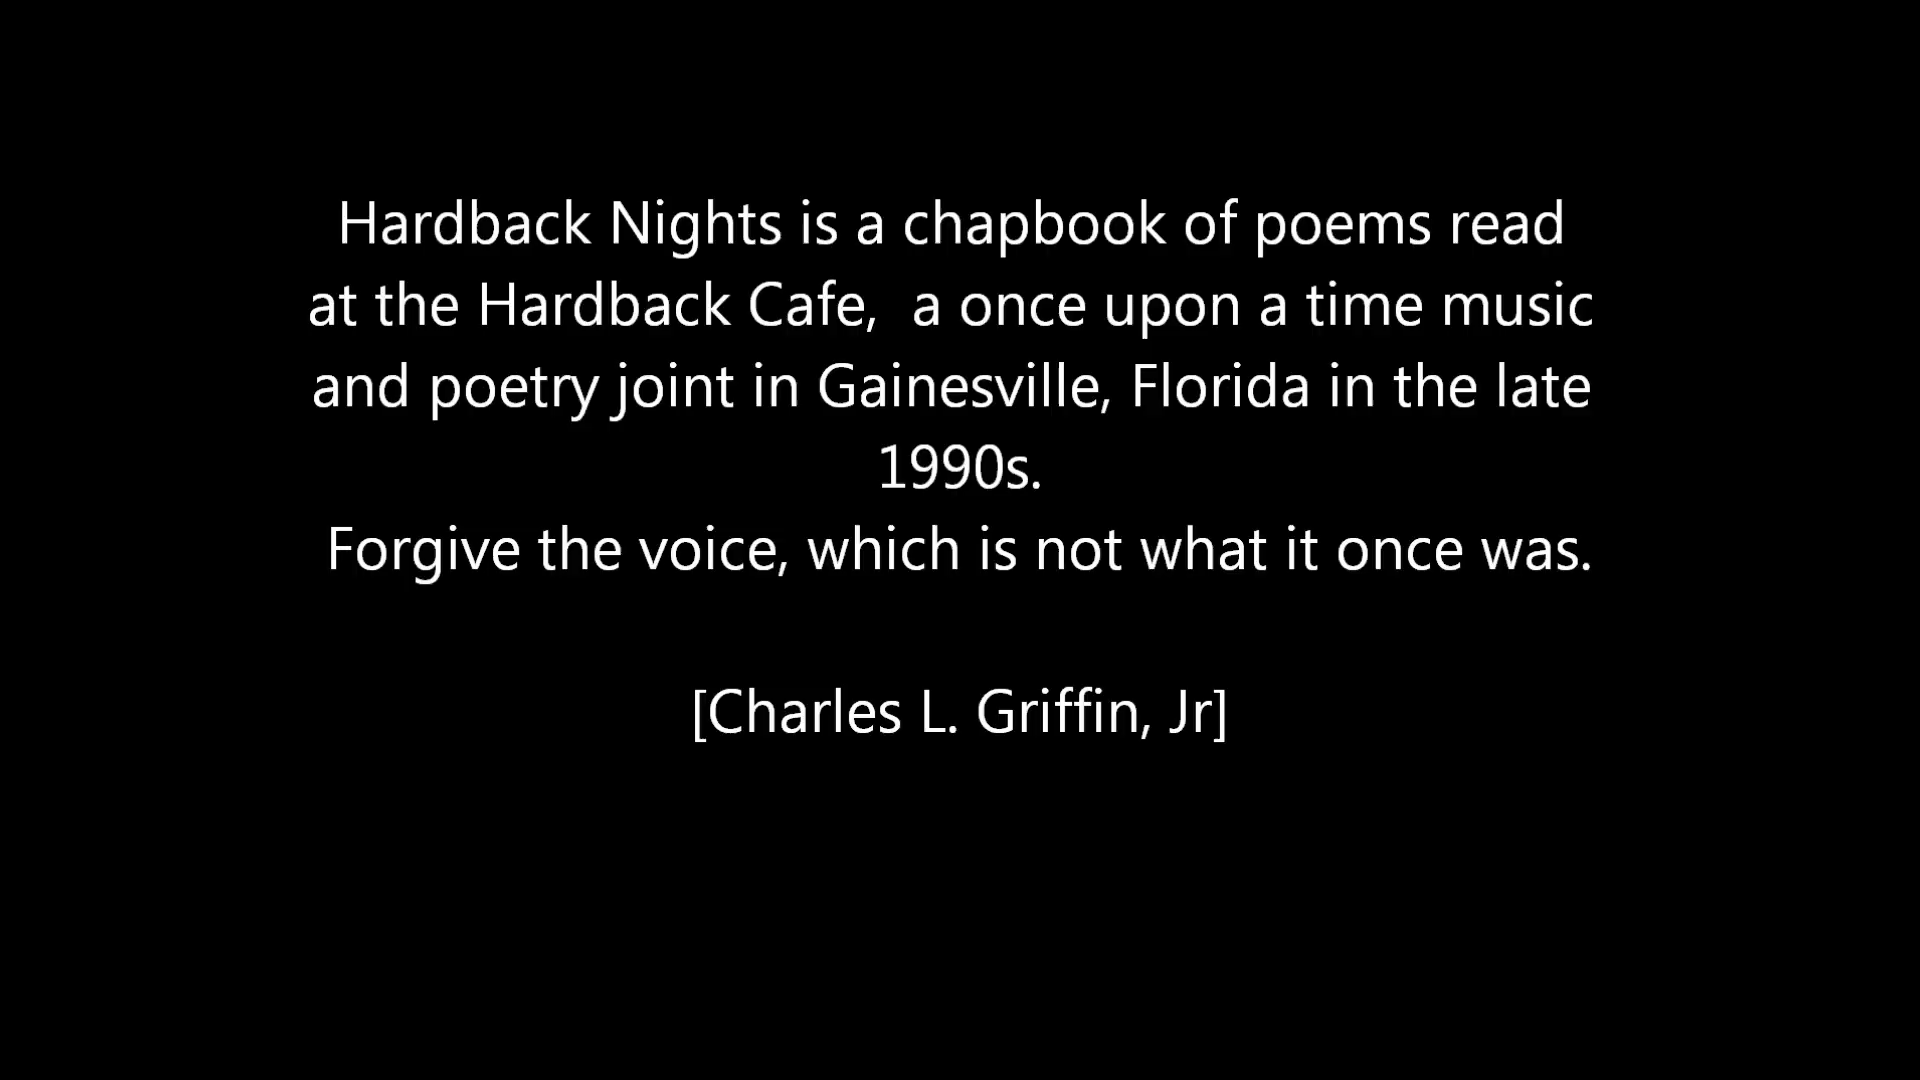 Hardback Nights is a chapbook of poems read
at the Hardback Cafe,  a once upon a time music
and poetry joint in Gainesville, Florida in the late
1990s.
Forgive the voice, which is not what it once was.
[Charles L. Griffin, Jr]